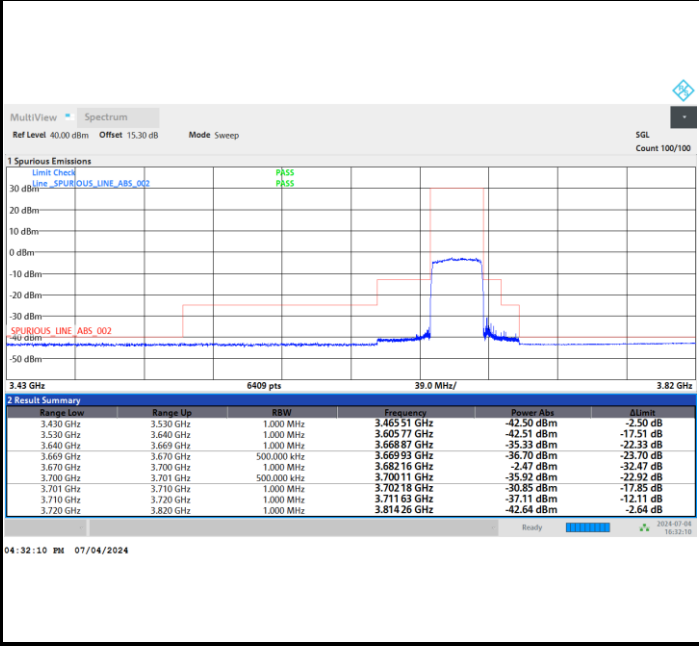 MultiView Spectrum
Ref Level 40.00 dBm Offset 15.30 dB Mode Sweep SGL
Count 100/100
1 Spurious Emissions
Limit Check PASS
Line _SPURIOUS_LINE_ABS_002 PASS
30 dBm
20 dBm
10 dBm
0 dBm
-10 dBm
-20 dBm
-30 dBm
_SPURIOUS_LINE_ABS_002
-40 dBm
-50 dBm
3.43 GHz 6409 pts 39.0 MHz/ 3.82 GHz
2 Result Summary
Range Low Range Up RBW Frequency Power Abs ΔLimit
3.430 GHz 3.530 GHz 1.000 MHz 3.465 51 GHz -42.50 dBm -2.50 dB
3.530 GHz 3.640 GHz 1.000 MHz 3.605 77 GHz -42.51 dBm -17.51 dB
3.640 GHz 3.669 GHz 1.000 MHz 3.668 87 GHz -35.33 dBm -22.33 dB
3.669 GHz 3.670 GHz 500.000 kHz 3.669 93 GHz -36.70 dBm -23.70 dB
3.670 GHz 3.700 GHz 1.000 MHz 3.682 16 GHz -2.47 dBm -32.47 dB
3.700 GHz 3.701 GHz 500.000 kHz 3.700 11 GHz -35.92 dBm -22.92 dB
3.701 GHz 3.710 GHz 1.000 MHz 3.702 18 GHz -30.85 dBm -17.85 dB
3.710 GHz 3.720 GHz 1.000 MHz 3.711 63 GHz -37.11 dBm -12.11 dB
3.720 GHz 3.820 GHz 1.000 MHz 3.814 26 GHz -42.64 dBm -2.64 dB
Ready 2024-07-04
16:32:10
04:32:10 PM 07/04/2024